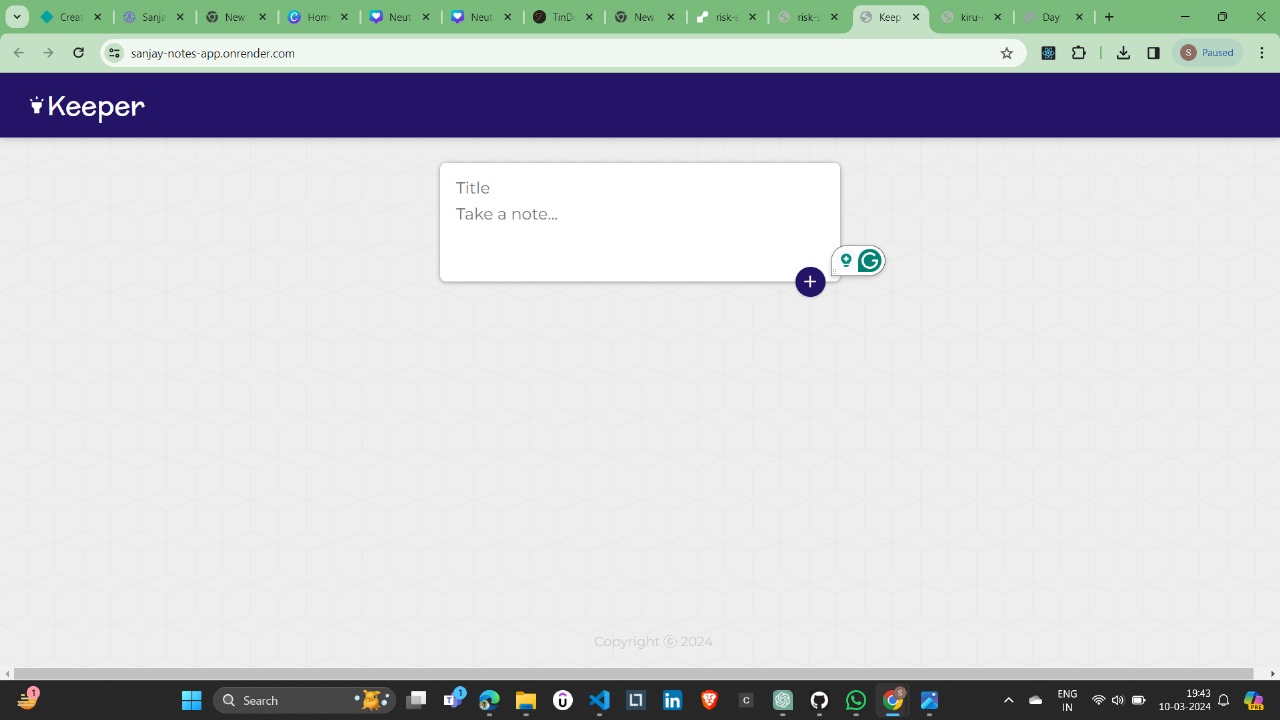 Creat
Sanja
New
Hom
Neut
Neut
TinD
New
risk-s
risk-s
Keep
kiru-
Day
sanjay-notes-app.onrender.com
S
Paused
Keeper
Title
Take a note...
G
+
Copyright © 2024
1
Search
1
ENG
IN
19:43
10-03-2024
PRE